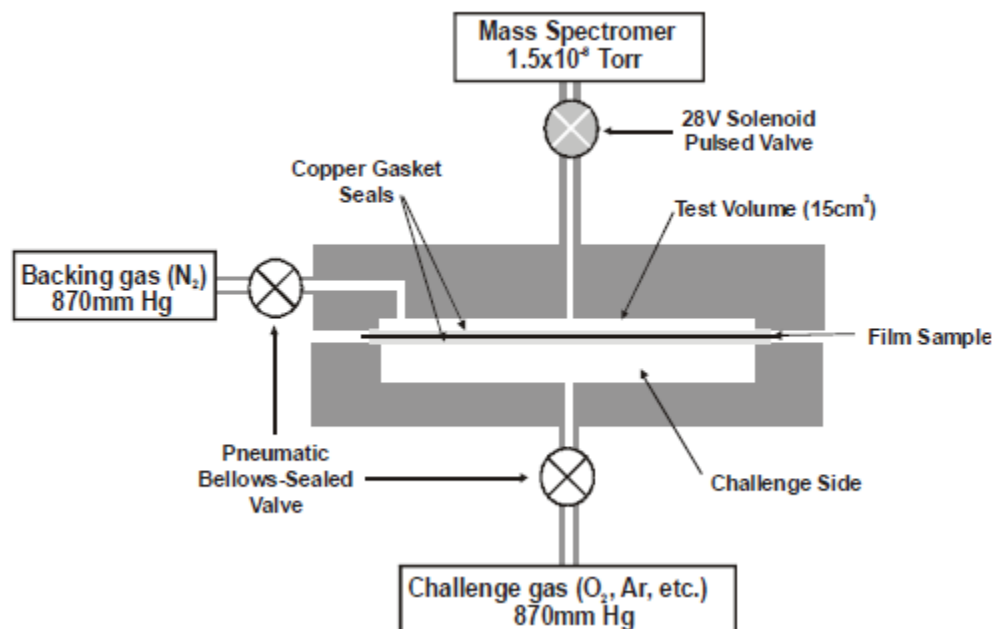 Mass Spectromer
1.5x10⁻⁸ Torr
28V Solenoid
Pulsed Valve
Copper Gasket
Seals
Test Volume (15cm³)
Backing gas (N₂)
870mm Hg
Film Sample
Pneumatic
Bellows-Sealed
Valve
Challenge Side
Challenge gas (O₂, Ar, etc.)
870mm Hg